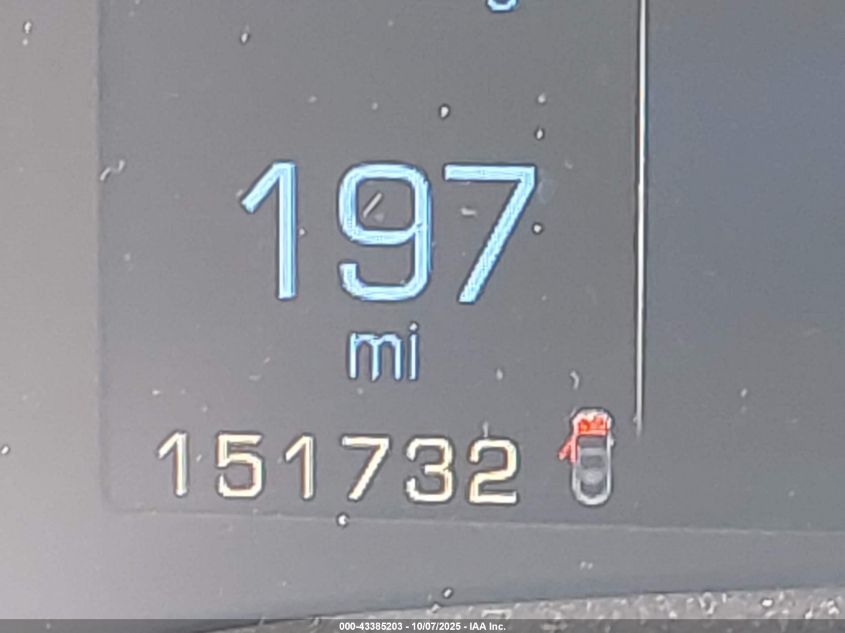 197
mi
151732
000-43385203 - 10/07/2025 - IAA Inc.